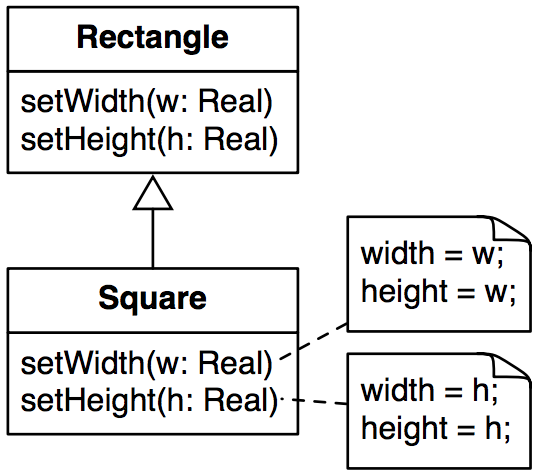 Rectangle
setWidth(w: Real)
setHeight(h: Real)
Square
setWidth(w: Real)
setHeight(h: Real)
width = w;
height = w;
width = h;
height = h;